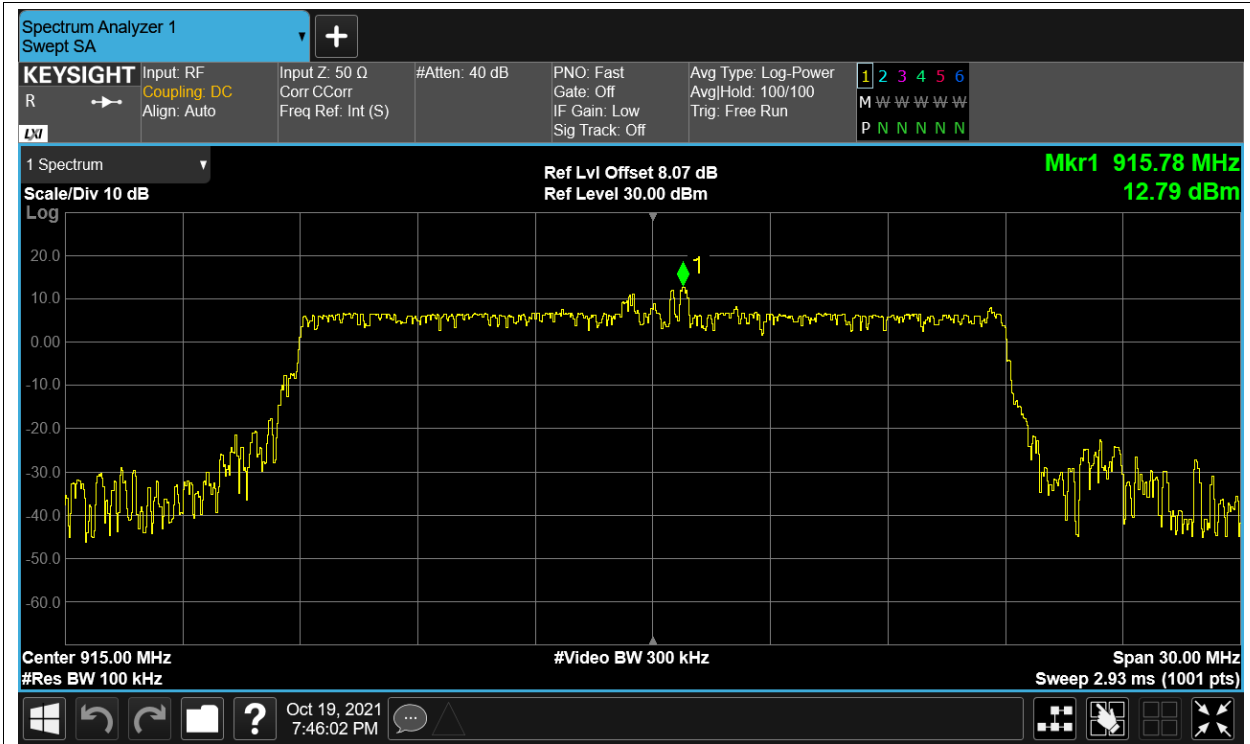 Spectrum Analyzer 1
Swept SA
KEYSIGHT
R
LXI
Input: RF
Coupling: DC
Align: Auto
Input Z: 50 Ω
Corr CCorr
Freq Ref: Int (S)
#Atten: 40 dB
PNO: Fast
Gate: Off
IF Gain: Low
Sig Track: Off
Avg Type: Log-Power
Avg|Hold: 100/100
Trig: Free Run
1 2 3 4 5 6
M W W W W W
P N N N N N
1 Spectrum
Scale/Div 10 dB
Log
Ref Lvl Offset 8.07 dB
Ref Level 30.00 dBm
Mkr1 915.78 MHz
12.79 dBm
1
20.0
10.0
0.00
-10.0
-20.0
-30.0
-40.0
-50.0
-60.0
Center 915.00 MHz
#Res BW 100 kHz
#Video BW 300 kHz
Span 30.00 MHz
Sweep 2.93 ms (1001 pts)
?
Oct 19, 2021
7:46:02 PM